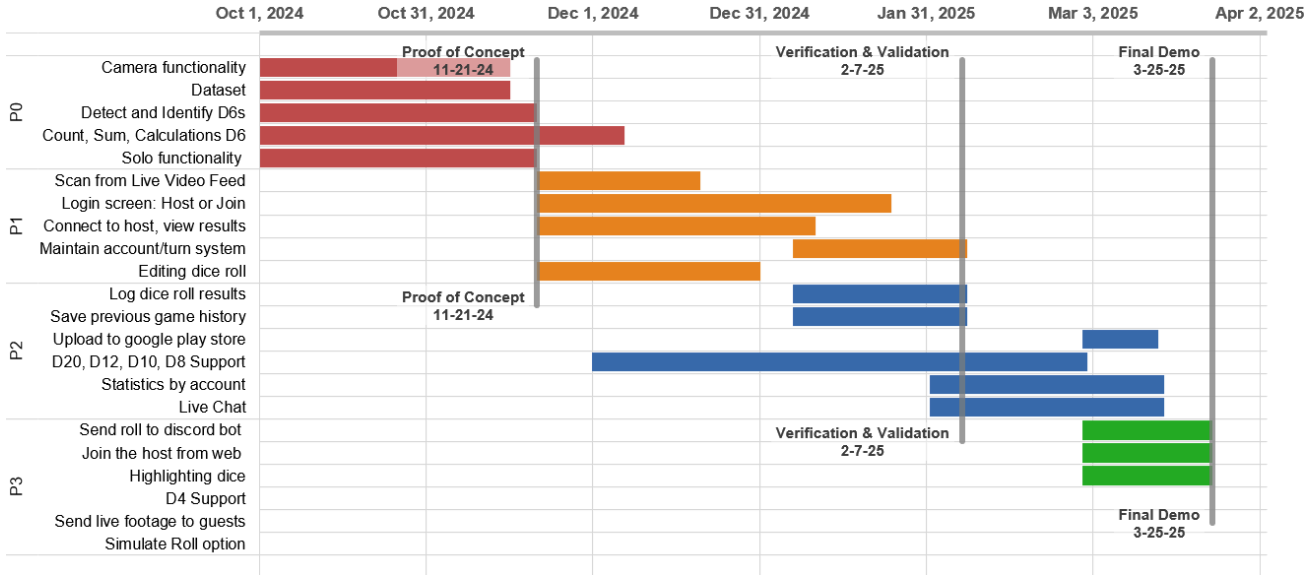 Oct 1, 2024 Oct 31, 2024 Dec 1, 2024 Dec 31, 2024 Jan 31, 2025 Mar 3, 2025 Apr 2, 2025
Proof of Concept
11-21-24
Verification & Validation
2-7-25
Final Demo
3-25-25
P0
Camera functionality
Dataset
Detect and Identify D6s
Count, Sum, Calculations D6
Solo functionality
P1
Scan from Live Video Feed
Login screen: Host or Join
Connect to host, view results
Maintain account/turn system
Editing dice roll
P2
Log dice roll results
Proof of Concept
11-21-24
Save previous game history
Upload to google play store
D20, D12, D10, D8 Support
Statistics by account
Live Chat
P3
Send roll to discord bot
Verification & Validation
2-7-25
Join the host from web
Highlighting dice
D4 Support
Send live footage to guests
Final Demo
3-25-25
Simulate Roll option